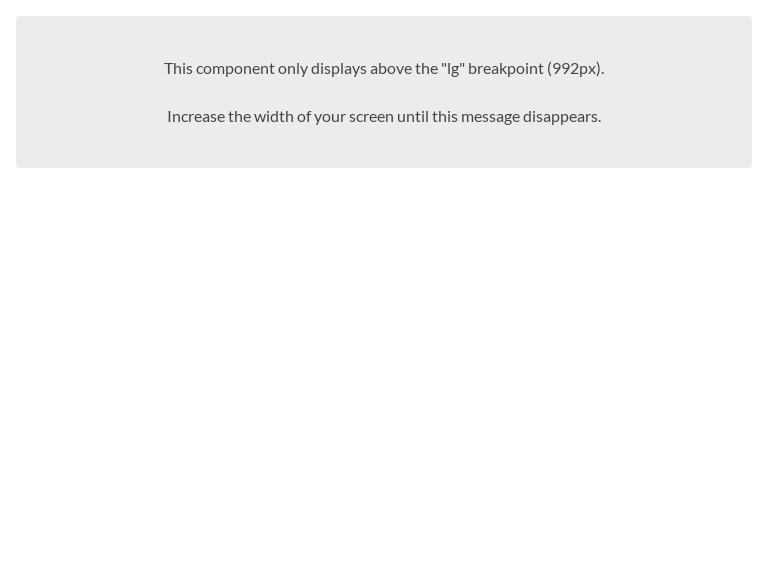 This component only displays above the "lg" breakpoint (992px).
Increase the width of your screen until this message disappears.